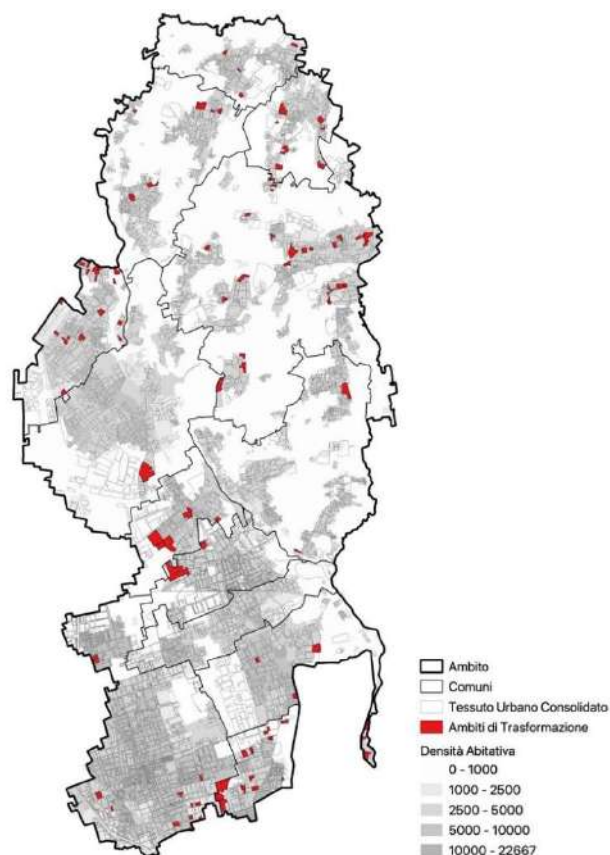 Ambito
Comuni
Tessuto Urbano Consolidato
Ambiti di Trasformazione
Densità Abitativa
0 - 1000
1000 - 2500
2500 - 5000
5000 - 10000
10000 - 22667